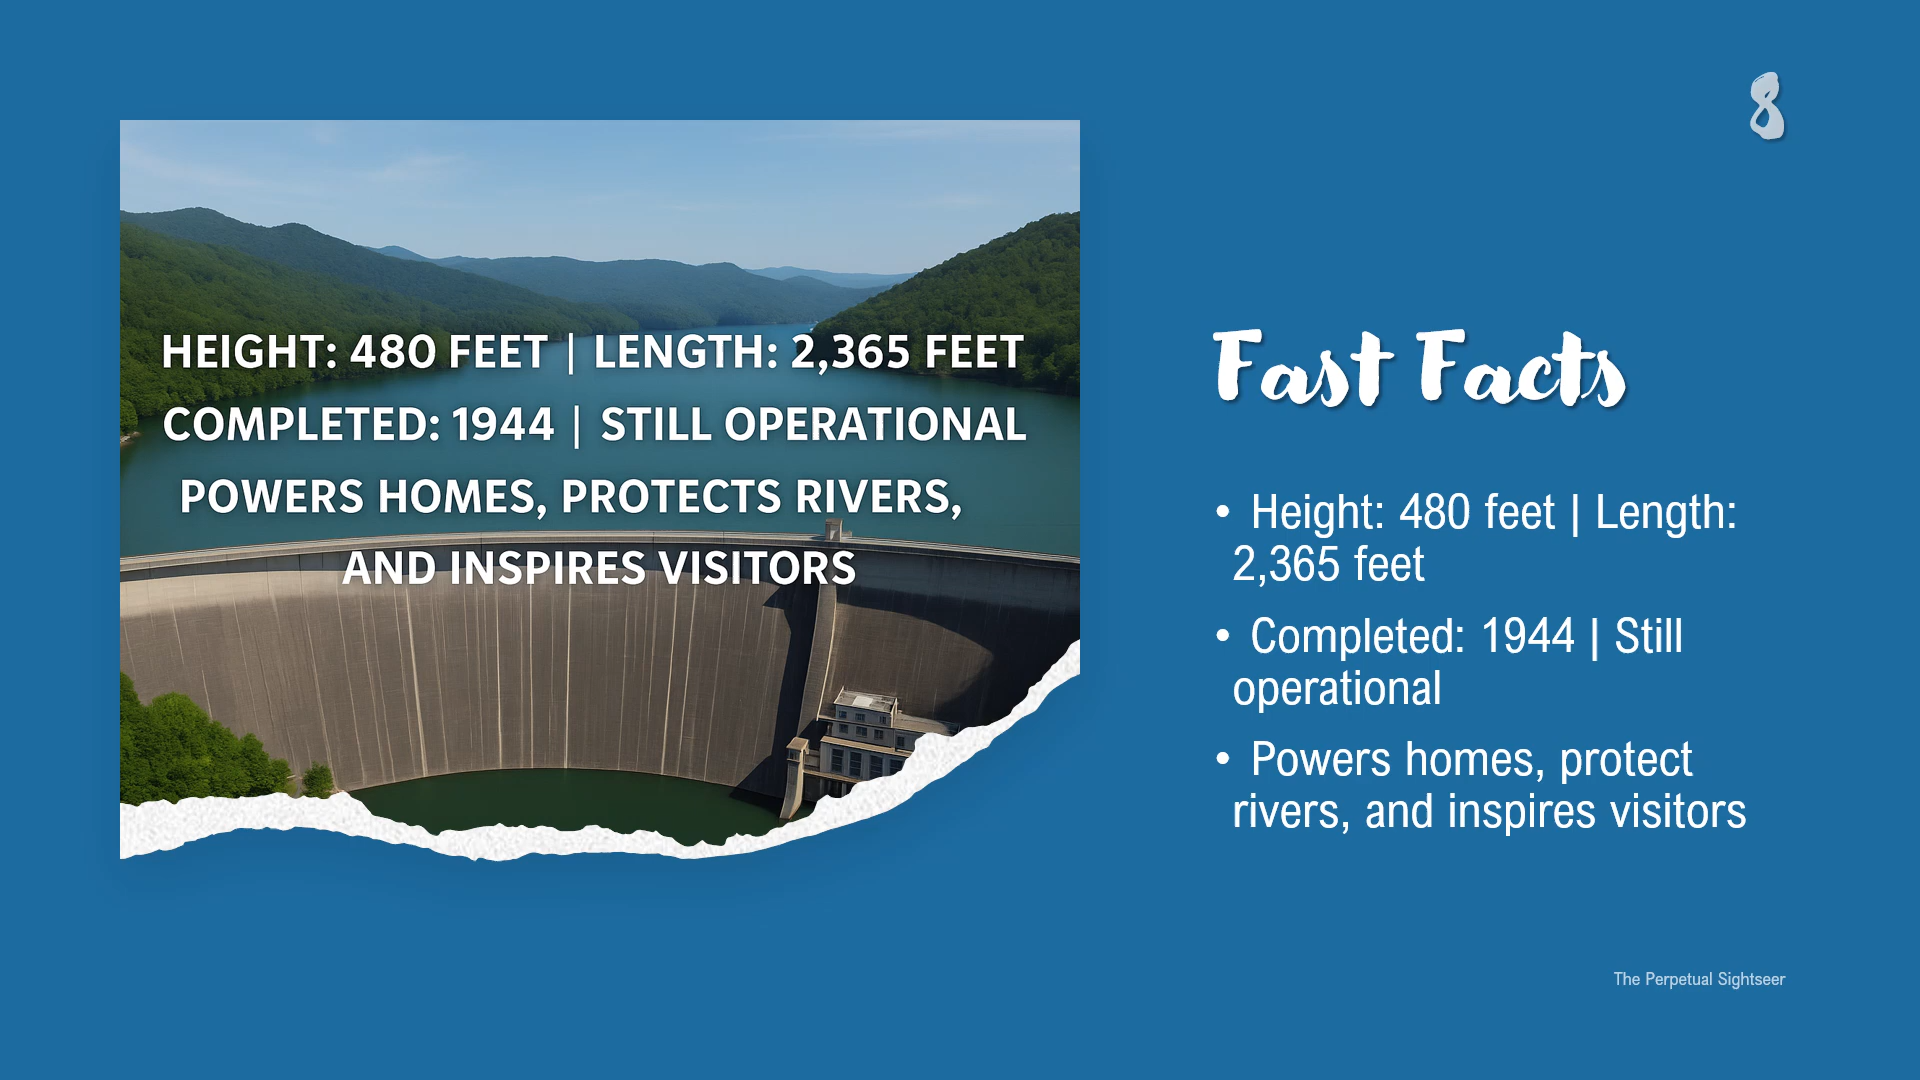 8
HEIGHT: 480 FEET | LENGTH: 2,365 FEET
COMPLETED: 1944 | STILL OPERATIONAL
POWERS HOMES, PROTECTS RIVERS,
AND INSPIRES VISITORS
Fast Facts
• Height: 480 feet | Length:
2,365 feet
• Completed: 1944 | Still
operational
• Powers homes, protect
rivers, and inspires visitors
The Perpetual Sightseer